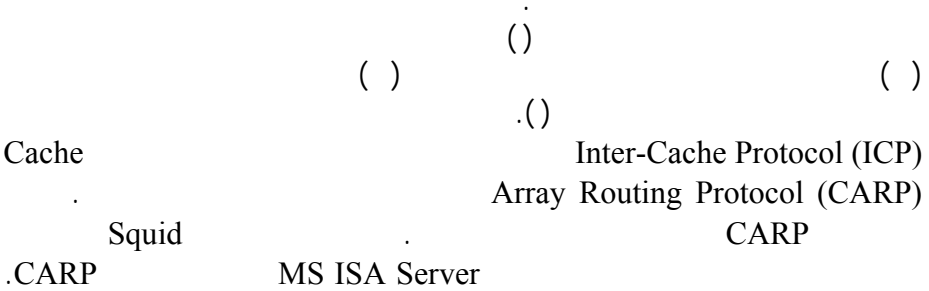 .
()
( ) ( )
().
Inter-Cache Protocol (ICP) Cache
Array Routing Protocol (CARP) .
CARP . Squid
MS ISA Server CARP.